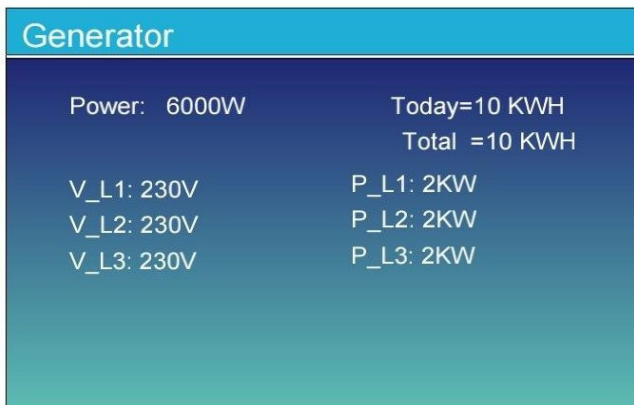 Generator
Power: 6000W
Today=10 KWH
Total =10 KWH
V_L1: 230V
P_L1: 2KW
V_L2: 230V
P_L2: 2KW
V_L3: 230V
P_L3: 2KW